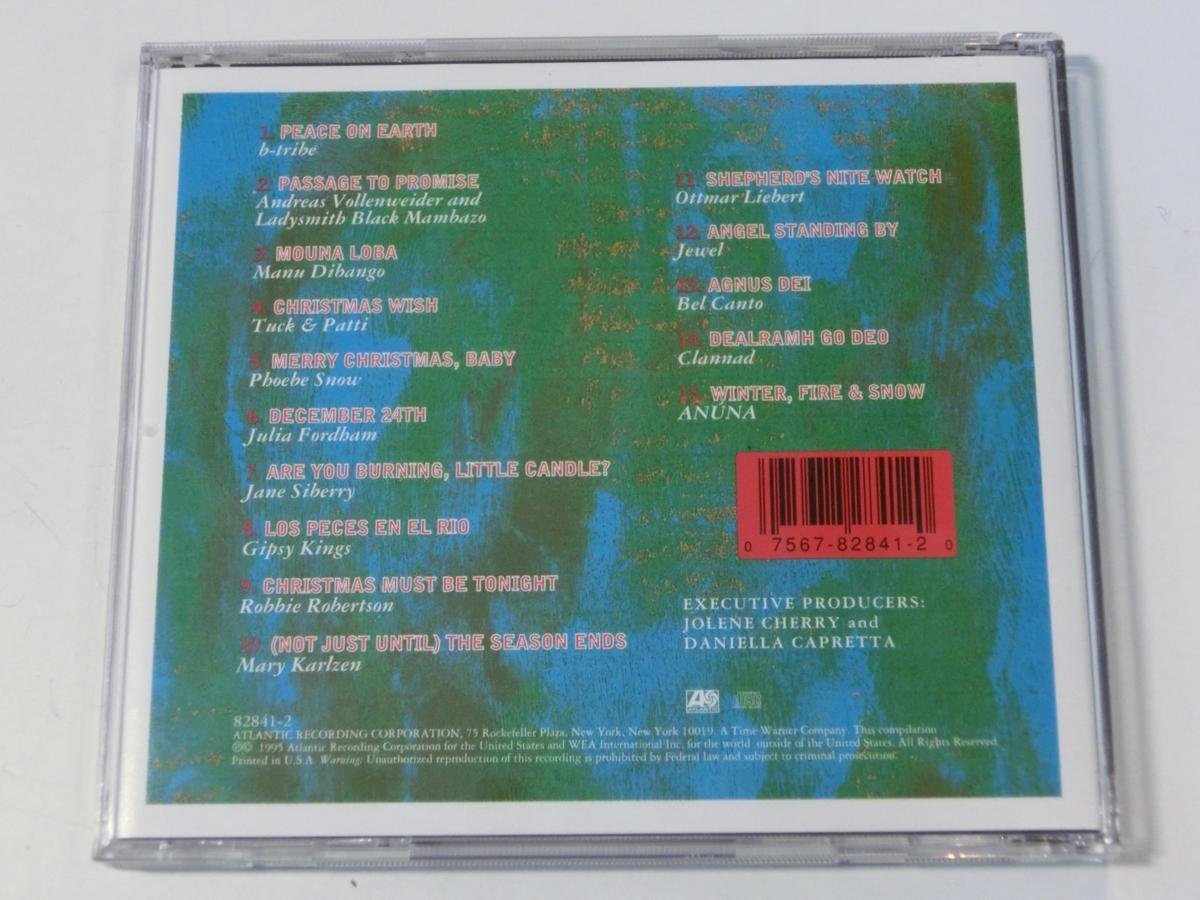 1. PEACE ON EARTH
b-tribe
2. PASSAGE TO PROMISE
Andreas Vollenweider and
Ladysmith Black Mambazo
3. MOUNA LOBA
Manu Dibango
4. CHRISTMAS WISH
Tuck & Patti
5. MERRY CHRISTMAS, BABY
Phoebe Snow
6. DECEMBER 24TH
Julia Fordham
7. ARE YOU BURNING, LITTLE CANDLE?
Jane Siberry
8. LOS PECES EN EL RIO
Gipsy Kings
9. CHRISTMAS MUST BE TONIGHT
Robbie Robertson
10. (NOT JUST UNTIL) THE SEASON ENDS
Mary Karlzen
11. SHEPHERD'S NITE WATCH
Ottmar Liebert
12. ANGEL STANDING BY
Jewel
13. AGNUS DEI
Bel Canto
14. DEALRAMH GO DEO
Clannad
15. WINTER, FIRE & SNOW
ANÚNA
0 7567-82841-2 0
EXECUTIVE PRODUCERS:
JOLENE CHERRY and
DANIELLA CAPRETTA
82841-2
ATLANTIC RECORDING CORPORATION, 75 Rockefeller Plaza, New York, New York 10019. A Time Warner Company. This compilation
℗© 1995 Atlantic Recording Corporation for the United States and WEA International Inc. for the world outside of the United States. All Rights Reserved.
Printed in U.S.A. Warning: Unauthorized reproduction of this recording is prohibited by Federal law and subject to criminal prosecution.